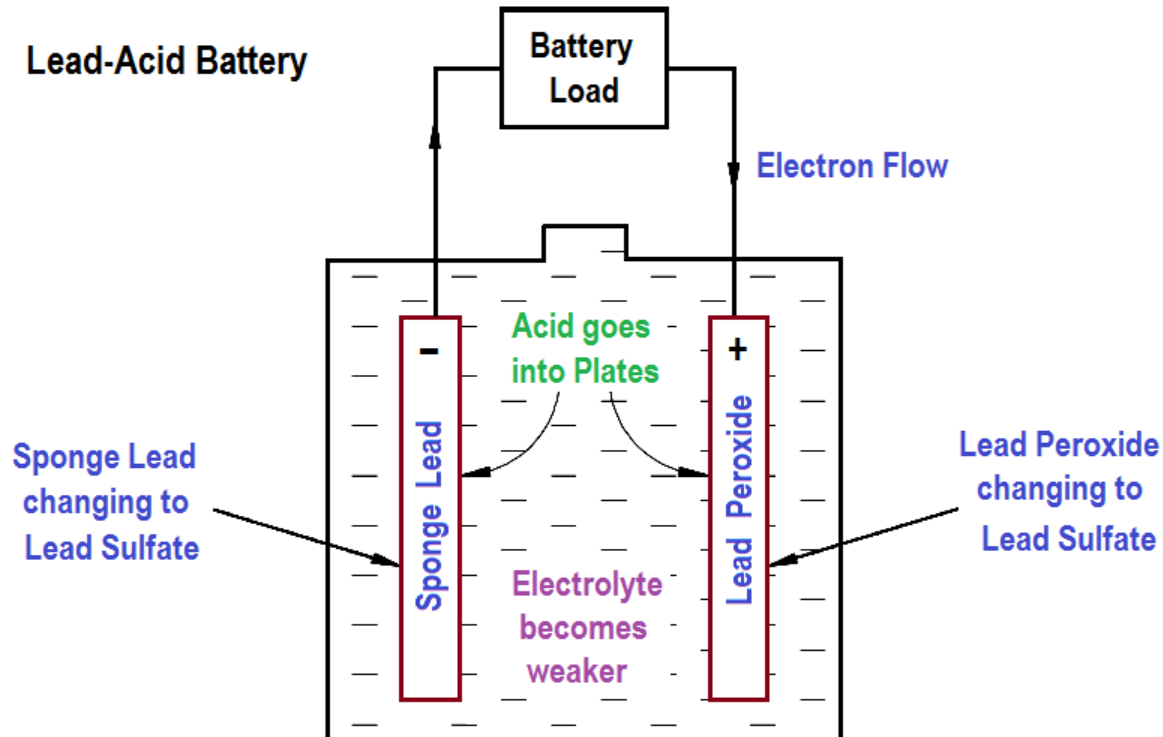 Lead-Acid Battery
Battery
Load
Electron Flow
Acid goes
into Plates
-
+
Sponge Lead
Lead Peroxide
Sponge Lead
changing to
Lead Sulfate
Lead Peroxide
changing to
Lead Sulfate
Electrolyte
becomes
weaker